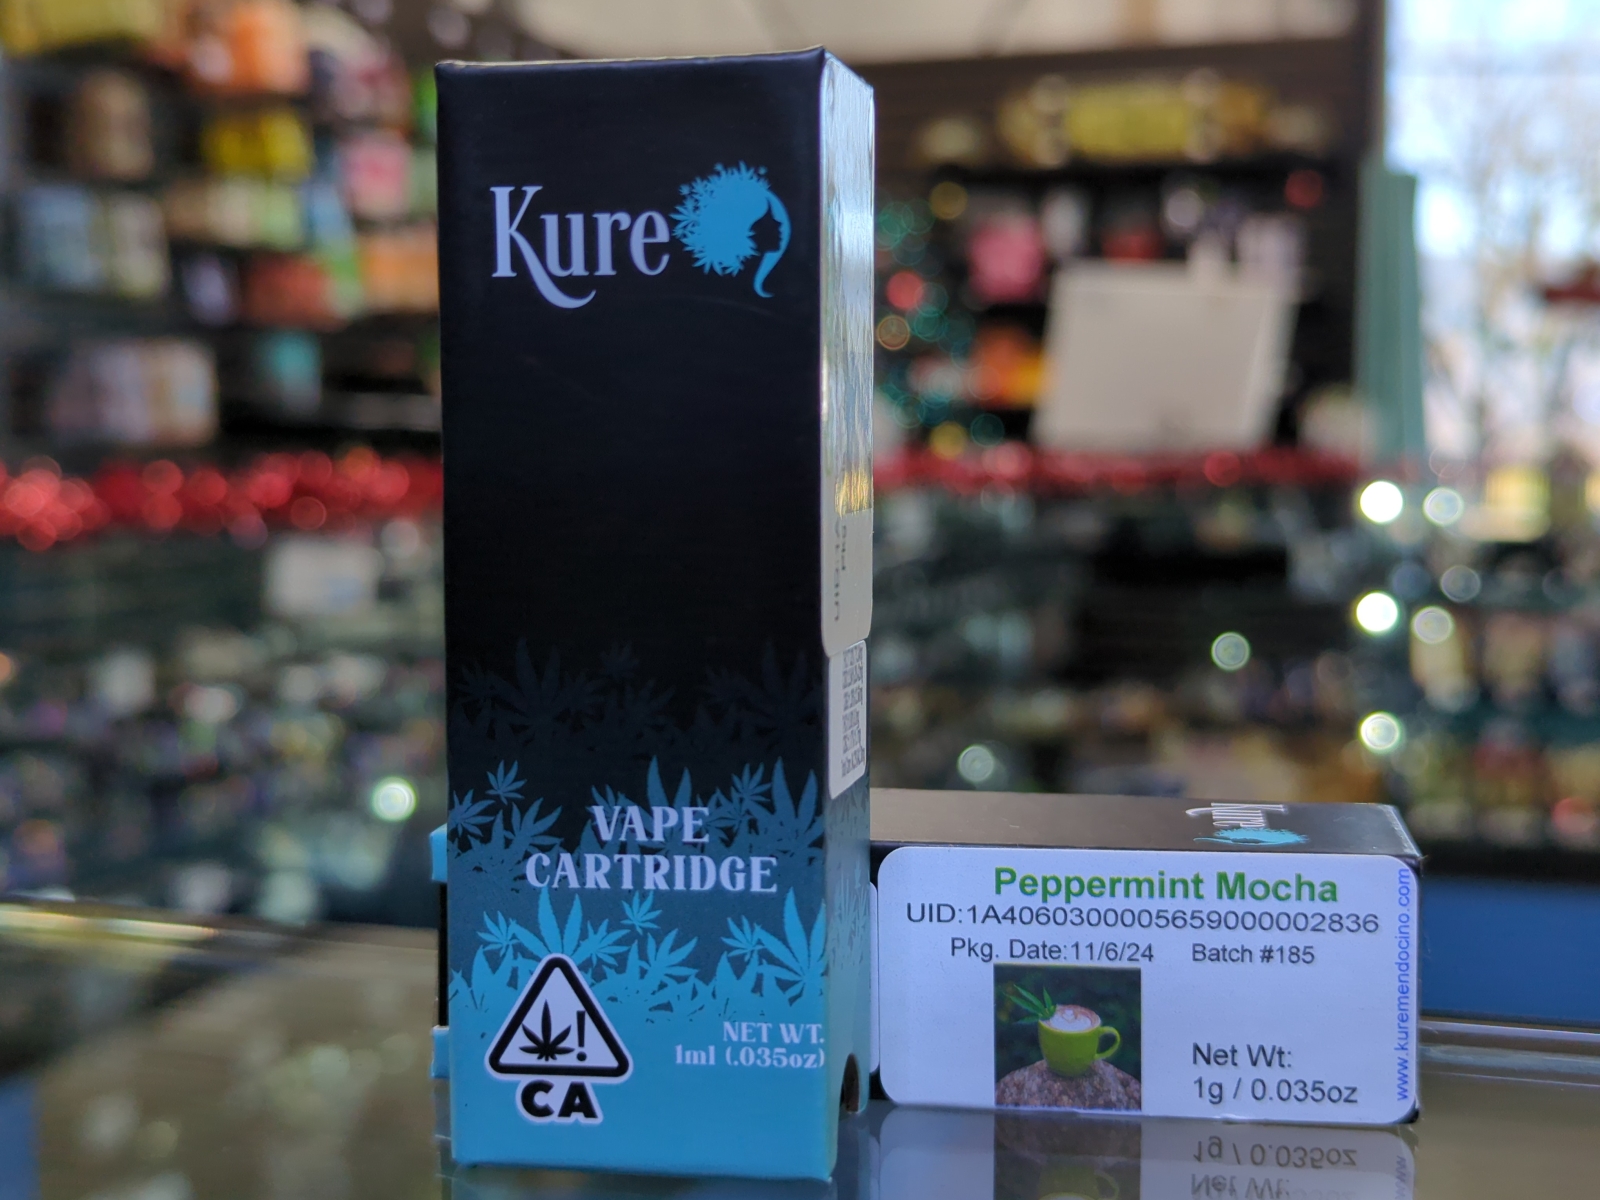 Kure
VAPE
CARTRIDGE
NET WT.
1ml (.035oz)
CA
Peppermint Mocha
UID:1A4060300005659000002836
Pkg. Date:11/6/24 Batch #185
Net Wt:
1g / 0.035oz
www.kuremendocino.com